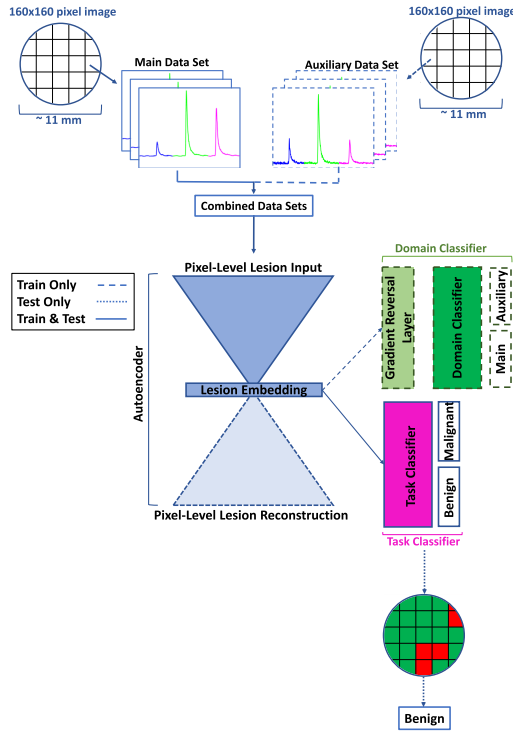 160x160 pixel image
160x160 pixel image
Main Data Set
Auxiliary Data Set
~ 11 mm
~ 11 mm
Combined Data Sets
Domain Classifier
Pixel-Level Lesion Input
Train Only
Test Only
Train & Test
Autoencoder
Gradient Reversal
Layer
Domain Classifier
Auxiliary
Main
Lesion Embedding
Task Classifier
Malignant
Benign
Pixel-Level Lesion Reconstruction
Task Classifier
Benign